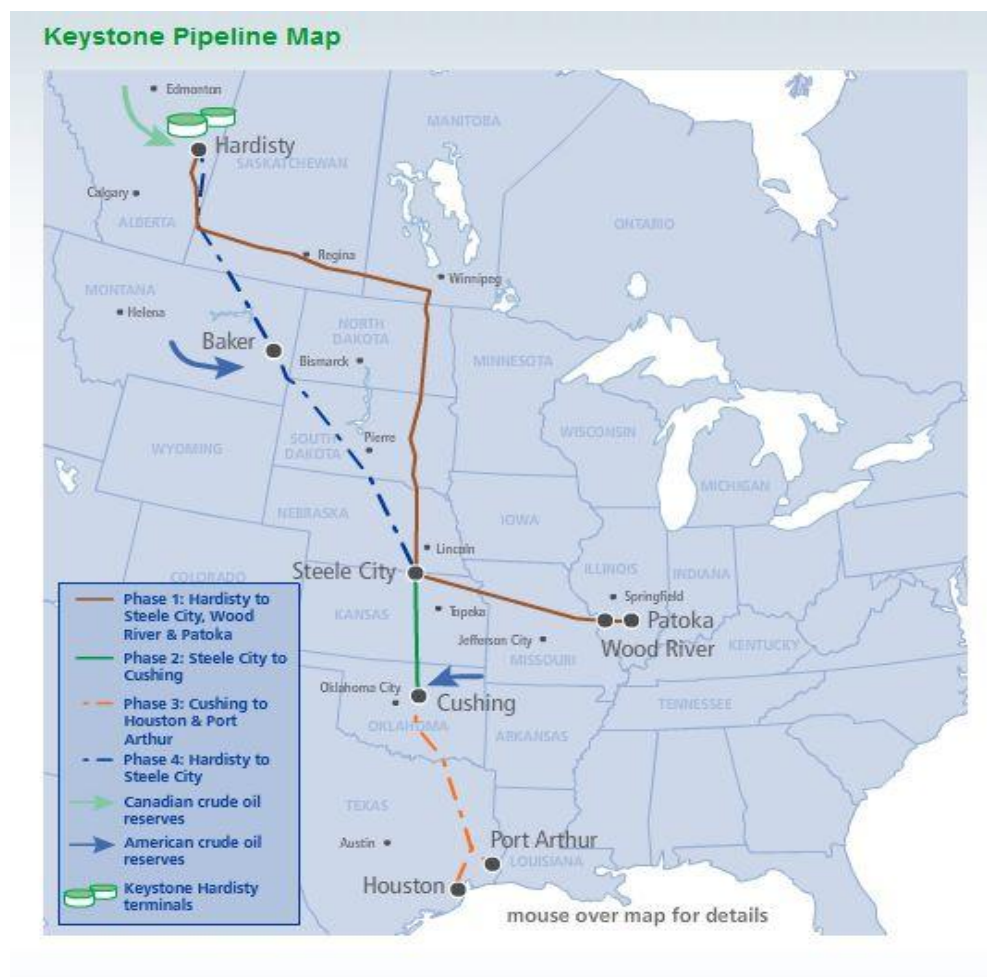 Keystone Pipeline Map
Edmonton
Hardisty
MANITOBA
SASKATCHEWAN
Calgary
ALBERTA
ONTARIO
Regina
Winnipeg
MONTANA
Helena
NORTH
DAKOTA
Baker
Bismarck
MINNESOTA
WISCONSIN
WYOMING
SOUTH
DAKOTA
Pierre
MICHIGAN
NEBRASKA
IOWA
Lincoln
Steele City
COLORADO
ILLINOIS
INDIANA
Springfield
KANSAS
Topeka
Patoka
Jefferson City
Wood River
KENTUCKY
MISSOURI
Oklahoma City
Cushing
TENNESSEE
OKLAHOMA
ARKANSAS
TEXAS
Austin
Port Arthur
LOUISIANA
Houston
Phase 1: Hardisty to
Steele City, Wood
River & Patoka
Phase 2: Steele City to
Cushing
Phase 3: Cushing to
Houston & Port
Arthur
Phase 4: Hardisty to
Steele City
Canadian crude oil
reserves
American crude oil
reserves
Keystone Hardisty
terminals
mouse over map for details